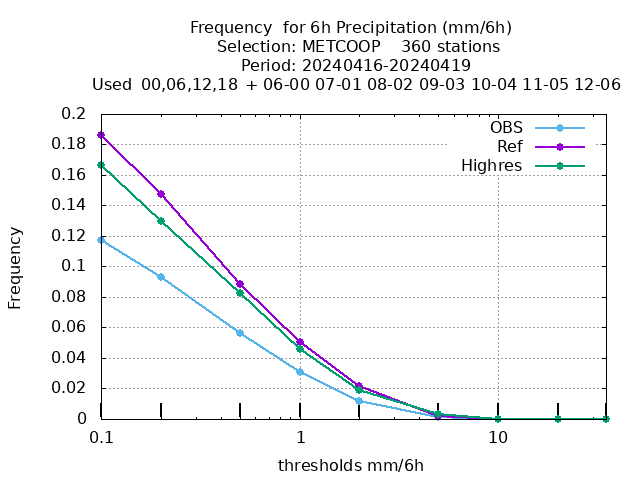 Frequency  for 6h Precipitation (mm/6h)
Selection: METCOOP    360 stations
Period: 20240416-20240419
Used  00,06,12,18  + 06-00 07-01 08-02 09-03 10-04 11-05 12-06
OBS
Ref
Highres
0.2
0.18
0.16
0.14
0.12
0.1
0.08
0.06
0.04
0.02
0
Frequency
0.1
1
10
thresholds mm/6h